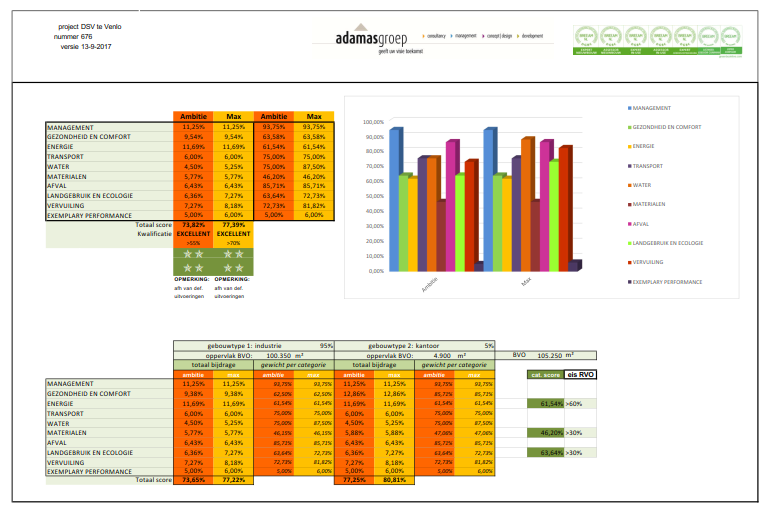 project DSV te Venlo
nummer 676
versie 13-9-2017
adamasgroep
geeft uw visie toekomst
consultancy management concept | design development
Ambitie Max Ambitie Max
MANAGEMENT 11,25% 11,25% 93,75% 93,75%
GEZONDHEID EN COMFORT 9,54% 9,54% 63,58% 63,58%
ENERGIE 11,69% 11,69% 61,54% 61,54%
TRANSPORT 6,00% 6,00% 75,00% 75,00%
WATER 4,50% 5,25% 75,00% 87,50%
MATERIALEN 5,77% 5,77% 46,20% 46,20%
AFVAL 6,43% 6,43% 85,71% 85,71%
LANDGEBRUIK EN ECOLOGIE 6,36% 7,27% 63,64% 72,73%
VERVUILING 7,27% 8,18% 72,73% 81,82%
EXEMPLARY PERFORMANCE 5,00% 6,00% 5,00% 6,00%
Totaal score 73,82% 77,39%
Kwalificatie EXCELLENT EXCELLENT
>55% >70%
OPMERKING: OPMERKING:
afh van def. afh van def.
uitvoeringen uitvoeringen
100,00%
90,00%
80,00%
70,00%
60,00%
50,00%
40,00%
30,00%
20,00%
10,00%
0,00%
Ambitie Max
MANAGEMENT
GEZONDHEID EN COMFORT
ENERGIE
TRANSPORT
WATER
MATERIALEN
AFVAL
LANDGEBRUIK EN ECOLOGIE
VERVUILING
EXEMPLARY PERFORMANCE
gebouwtype 1: industrie 95% gebouwtype 2: kantoor 5%
oppervlak BVO: 100.350 m² oppervlak BVO: 4.900 m² BVO 105.250 m²
totaal bijdrage gewicht per categorie totaal bijdrage gewicht per categorie
ambitie max ambitie max ambitie max ambitie max cat. score eis RVO
MANAGEMENT 11,25% 11,25% 93,75% 93,75% 11,25% 11,25% 93,75% 93,75%
GEZONDHEID EN COMFORT 9,38% 9,38% 62,50% 62,50% 12,86% 12,86% 85,71% 85,71%
ENERGIE 11,69% 11,69% 61,54% 61,54% 11,69% 11,69% 61,54% 61,54% 61,54% >60%
TRANSPORT 6,00% 6,00% 75,00% 75,00% 6,00% 6,00% 75,00% 75,00%
WATER 4,50% 5,25% 75,00% 87,50% 4,50% 5,25% 75,00% 87,50%
MATERIALEN 5,77% 5,77% 46,15% 46,15% 5,88% 5,88% 47,06% 47,06% 46,20% >30%
AFVAL 6,43% 6,43% 85,71% 85,71% 6,43% 6,43% 85,71% 85,71%
LANDGEBRUIK EN ECOLOGIE 6,36% 7,27% 63,64% 72,73% 6,36% 7,27% 63,64% 72,73% 63,64% >30%
VERVUILING 7,27% 8,18% 72,73% 81,82% 7,27% 8,18% 72,73% 81,82%
EXEMPLARY PERFORMANCE 5,00% 6,00% 5,00% 6,00% 5,00% 6,00% 5,00% 6,00%
Totaal score 73,65% 77,22% 77,25% 80,81%